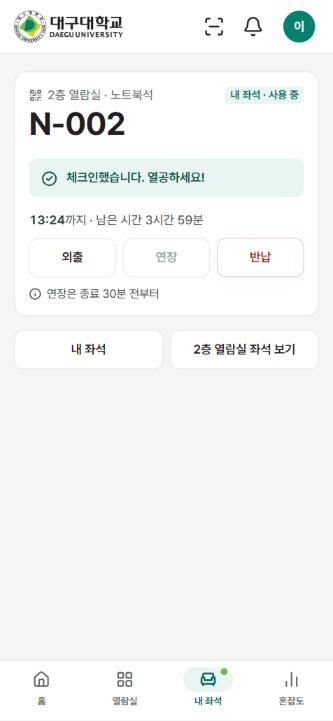 대구대학교
DAEGU UNIVERSITY
이
2층 열람실 · 노트북석
내 좌석 · 사용 중
N-002
체크인했습니다. 열공하세요!
13:24까지 · 남은 시간 3시간 59분
외출
연장
반납
연장은 종료 30분 전부터
내 좌석
2층 열람실 좌석 보기
홈
열람실
내 좌석
혼잡도